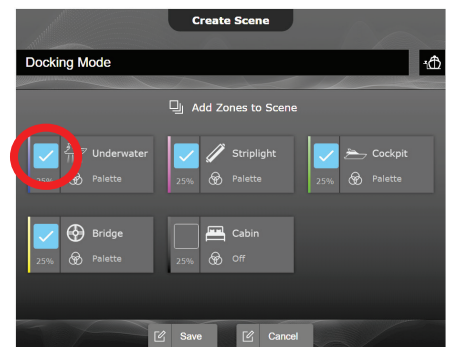 Create Scene
Docking Mode
Add Zones to Scene
Underwater
25% Palette
Striplight
25% Palette
Cockpit
25% Palette
Bridge
25% Palette
Cabin
25% Off
Save Cancel